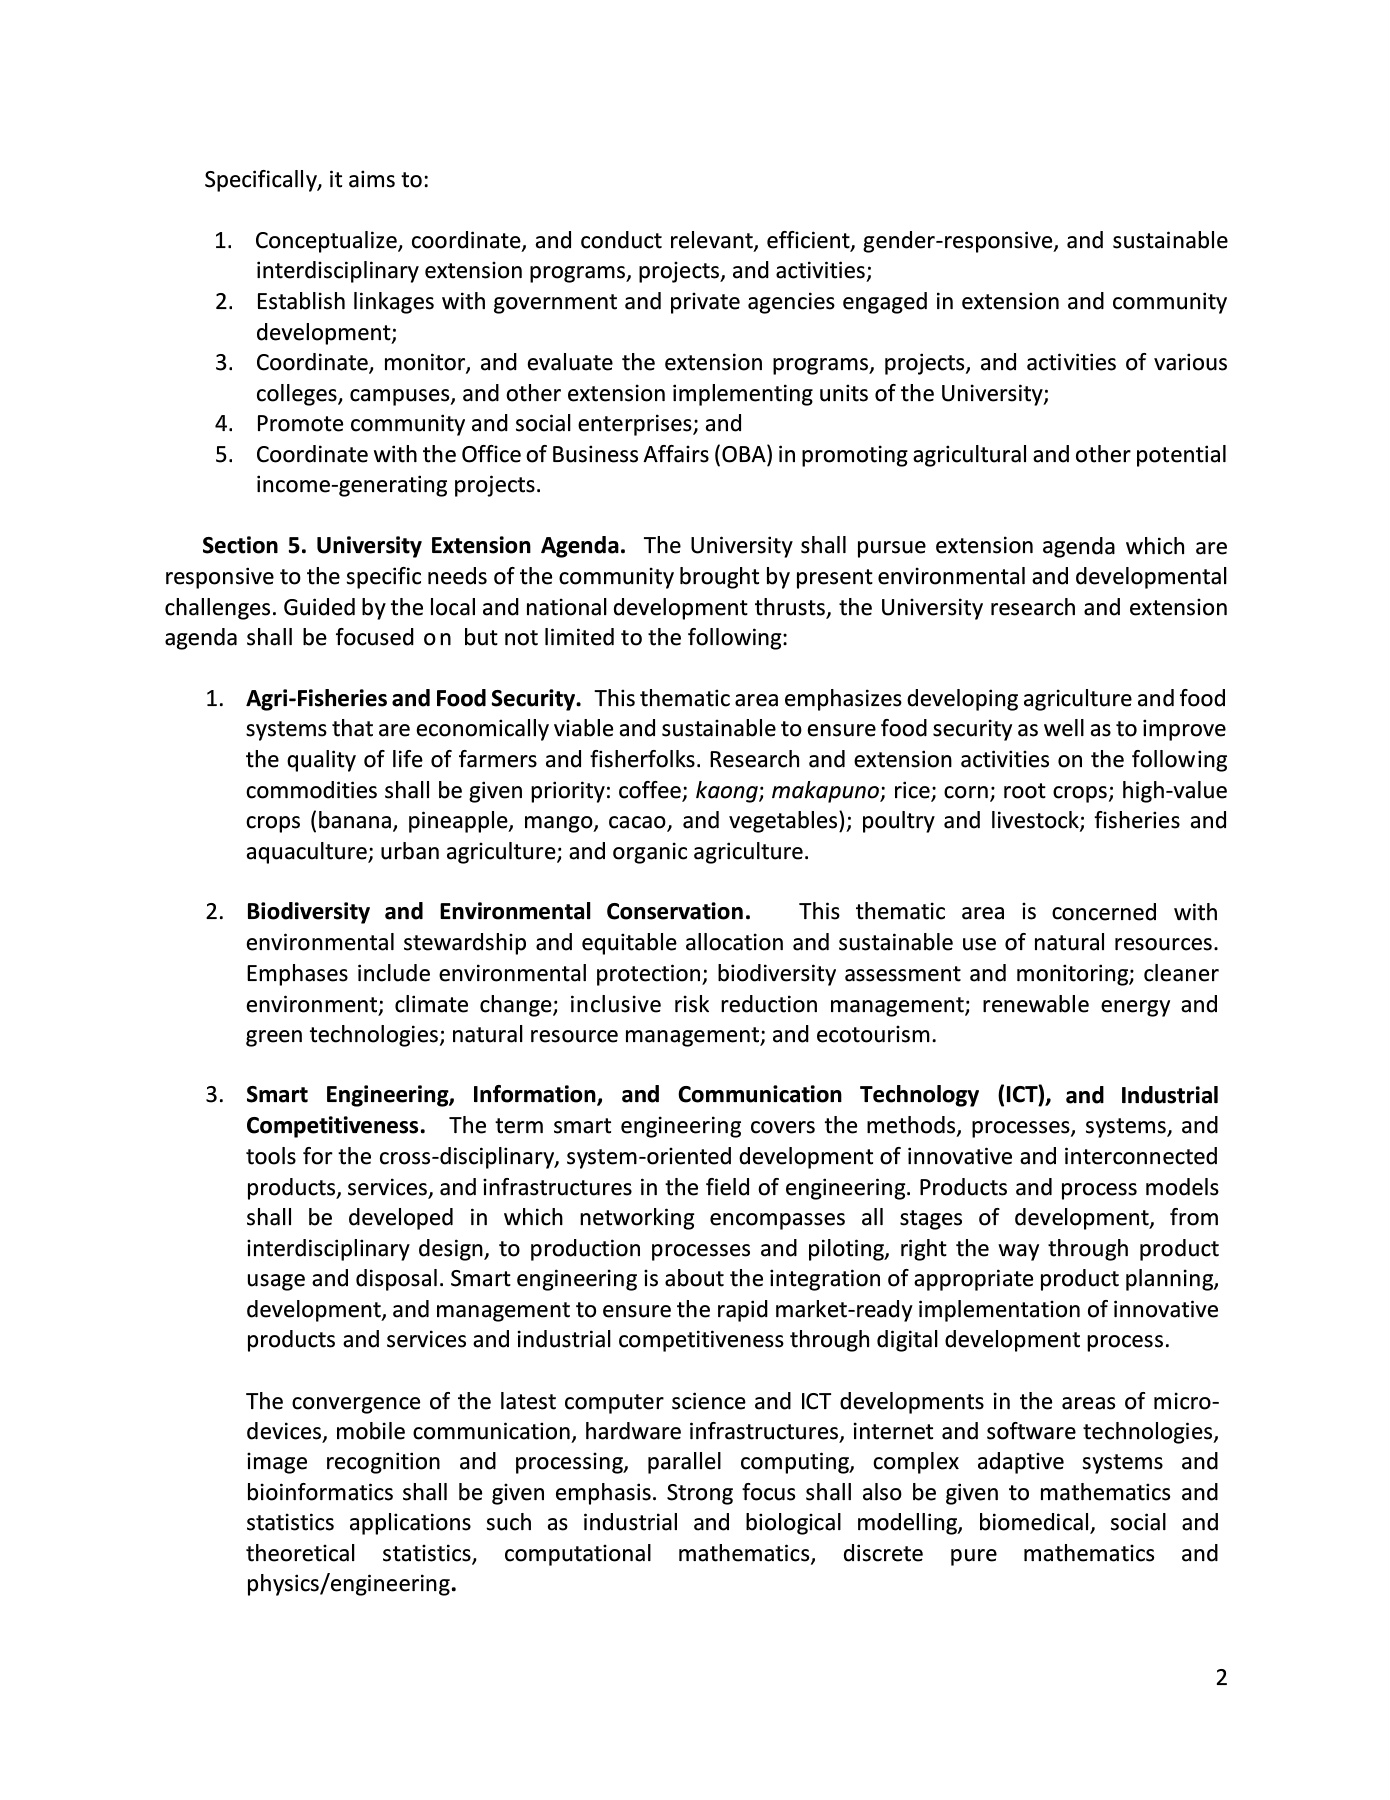 Specifically, it aims to:
1. Conceptualize, coordinate, and conduct relevant, efficient, gender-responsive, and sustainable
interdisciplinary extension programs, projects, and activities;
2. Establish linkages with government and private agencies engaged in extension and community
development;
3. Coordinate, monitor, and evaluate the extension programs, projects, and activities of various
colleges, campuses, and other extension implementing units of the University;
4. Promote community and social enterprises; and
5. Coordinate with the Office of Business Affairs (OBA) in promoting agricultural and other potential
income-generating projects.
Section 5. University Extension Agenda. The University shall pursue extension agenda which are
responsive to the specific needs of the community brought by present environmental and developmental
challenges. Guided by the local and national development thrusts, the University research and extension
agenda shall be focused on but not limited to the following:
1. Agri-Fisheries and Food Security. This thematic area emphasizes developing agriculture and food
systems that are economically viable and sustainable to ensure food security as well as to improve
the quality of life of farmers and fisherfolks. Research and extension activities on the following
commodities shall be given priority: coffee; kaong; makapuno; rice; corn; root crops; high-value
crops (banana, pineapple, mango, cacao, and vegetables); poultry and livestock; fisheries and
aquaculture; urban agriculture; and organic agriculture.
2. Biodiversity and Environmental Conservation. This thematic area is concerned with
environmental stewardship and equitable allocation and sustainable use of natural resources.
Emphases include environmental protection; biodiversity assessment and monitoring; cleaner
environment; climate change; inclusive risk reduction management; renewable energy and
green technologies; natural resource management; and ecotourism.
3. Smart Engineering, Information, and Communication Technology (ICT), and Industrial
Competitiveness. The term smart engineering covers the methods, processes, systems, and
tools for the cross-disciplinary, system-oriented development of innovative and interconnected
products, services, and infrastructures in the field of engineering. Products and process models
shall be developed in which networking encompasses all stages of development, from
interdisciplinary design, to production processes and piloting, right the way through product
usage and disposal. Smart engineering is about the integration of appropriate product planning,
development, and management to ensure the rapid market-ready implementation of innovative
products and services and industrial competitiveness through digital development process.
The convergence of the latest computer science and ICT developments in the areas of micro-
devices, mobile communication, hardware infrastructures, internet and software technologies,
image recognition and processing, parallel computing, complex adaptive systems and
bioinformatics shall be given emphasis. Strong focus shall also be given to mathematics and
statistics applications such as industrial and biological modelling, biomedical, social and
theoretical statistics, computational mathematics, discrete pure mathematics and
physics/engineering.
2